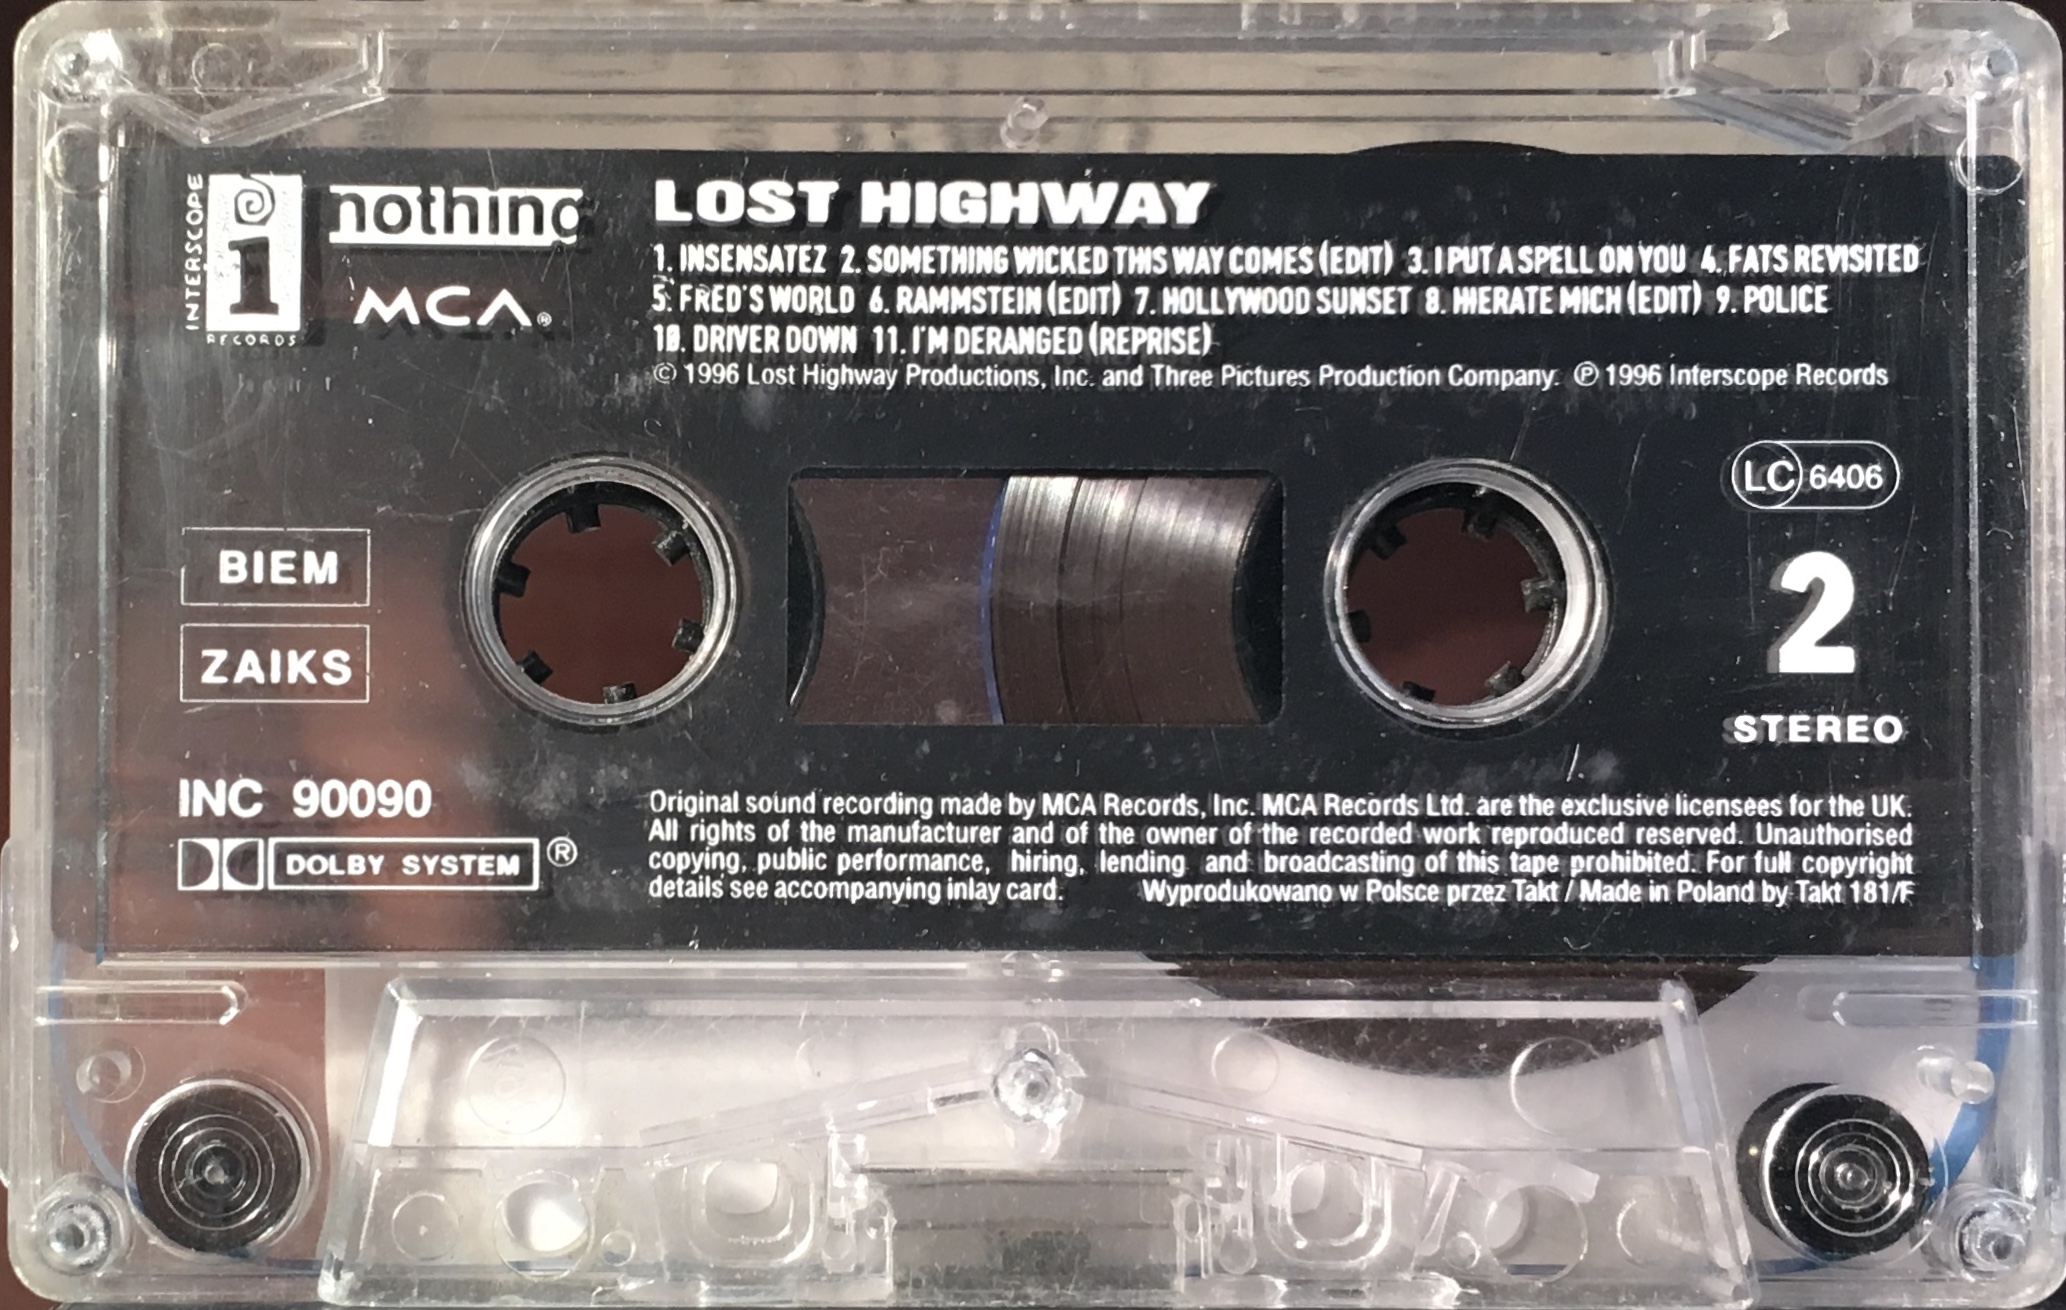 INTERSCOPE
i
RECORDS
nothing
MCA®
LOST HIGHWAY
1. INSENSATEZ 2. SOMETHING WICKED THIS WAY COMES (EDIT) 3. I PUT A SPELL ON YOU 4. FATS REVISITED
5. FRED'S WORLD 6. RAMMSTEIN (EDIT) 7. HOLLYWOOD SUNSET 8. HIERATE MICH (EDIT) 9. POLICE
10. DRIVER DOWN 11. I'M DERANGED (REPRISE)
© 1996 Lost Highway Productions, Inc. and Three Pictures Production Company. ℗ 1996 Interscope Records
LC 6406
BIEM
ZAIKS
2
STEREO
INC 90090
DOLBY SYSTEM ®
Original sound recording made by MCA Records, Inc. MCA Records Ltd. are the exclusive licensees for the UK.
All rights of the manufacturer and of the owner of the recorded work reproduced reserved. Unauthorised
copying, public performance, hiring, lending and broadcasting of this tape prohibited. For full copyright
details see accompanying inlay card. Wyprodukowano w Polsce przez Takt / Made in Poland by Takt 181/F